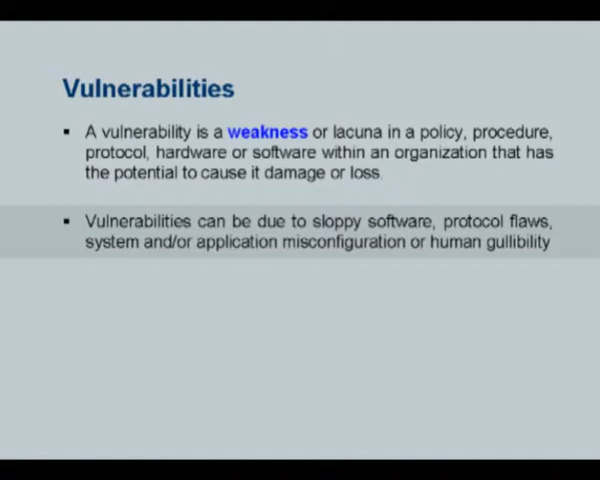 Vulnerabilities
▪ A vulnerability is a weakness or lacuna in a policy, procedure,
protocol, hardware or software within an organization that has
the potential to cause it damage or loss.
▪ Vulnerabilities can be due to sloppy software, protocol flaws,
system and/or application misconfiguration or human gullibility